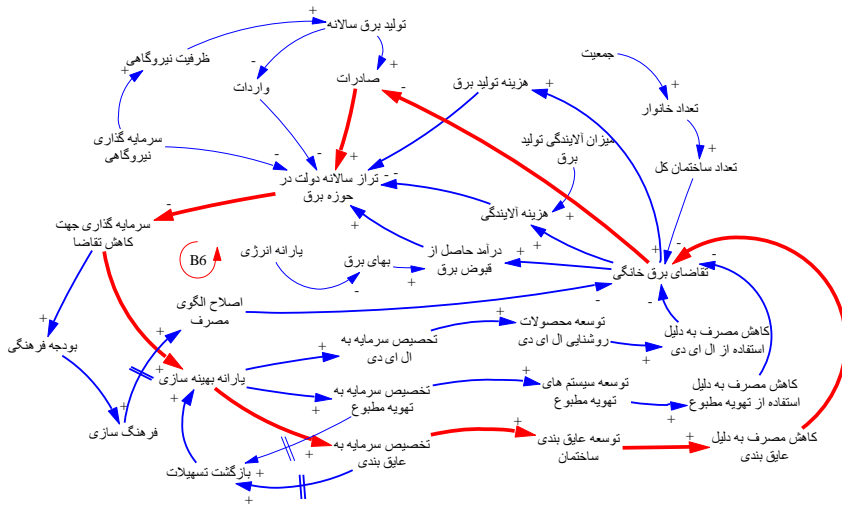 تولید برق سالانه
ظرفیت نیروگاهی
صادرات
واردات
هزینه تولید برق
جمعیت
تعداد خانوار
تعداد ساختمان کل
سرمایه گذاری
نیروگاهی
میزان آلایندگی تولید
برق
تراز سالانه دولت در
حوزه برق
هزینه آلایندگی
سرمایه گذاری جهت
کاهش تقاضا
B6
یارانه انرژی
بهای برق
درآمد حاصل از
قبوض برق
تقاضای برق خانگی
اصلاح الگوی
مصرف
بودجه فرهنگی
فرهنگ سازی
یارانه بهینه سازی
بازگشت تسهیلات
تخصیص سرمایه به
ال ای دی
توسعه محصولات
روشنایی ال ای دی
کاهش مصرف به دلیل
استفاده از ال ای دی
تخصیص سرمایه به
تهویه مطبوع
توسعه سیستم های
تهویه مطبوع
کاهش مصرف به دلیل
استفاده از تهویه مطبوع
تخصیص سرمایه به
عایق بندی
توسعه عایق بندی
ساختمان
کاهش مصرف به دلیل
عایق بندی